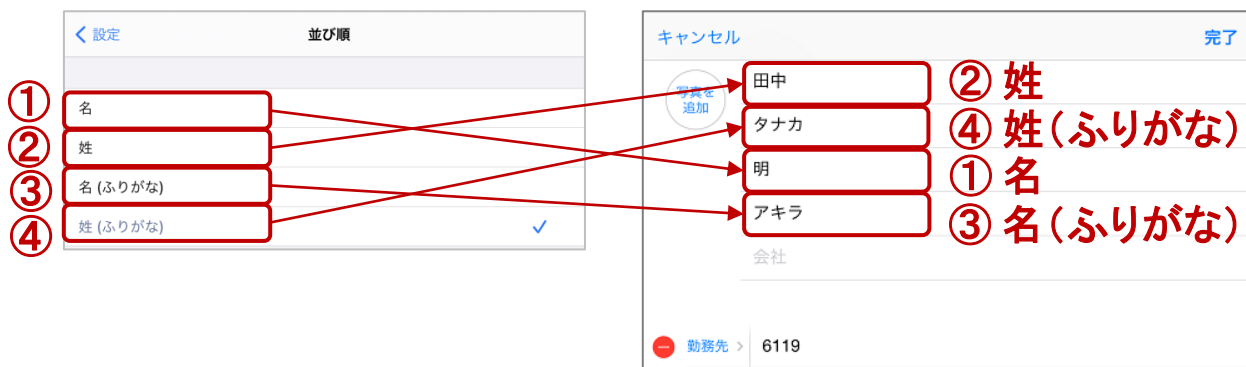 設定
並び順
① 名
② 姓
③ 名 (ふりがな)
④ 姓 (ふりがな)
キャンセル
完了
写真を
追加
田中
② 姓
タナカ
④ 姓（ふりがな）
明
① 名
アキラ
③ 名（ふりがな）
会社
勤務先
6119